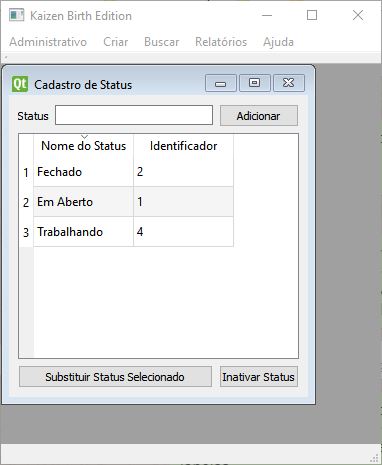 Kaizen Birth Edition
Administrativo Criar Buscar Relatórios Ajuda
Qt Cadastro de Status
Status Adicionar
Nome do Status Identificador
1 Fechado 2
2 Em Aberto 1
3 Trabalhando 4
Substituir Status Selecionado Inativar Status